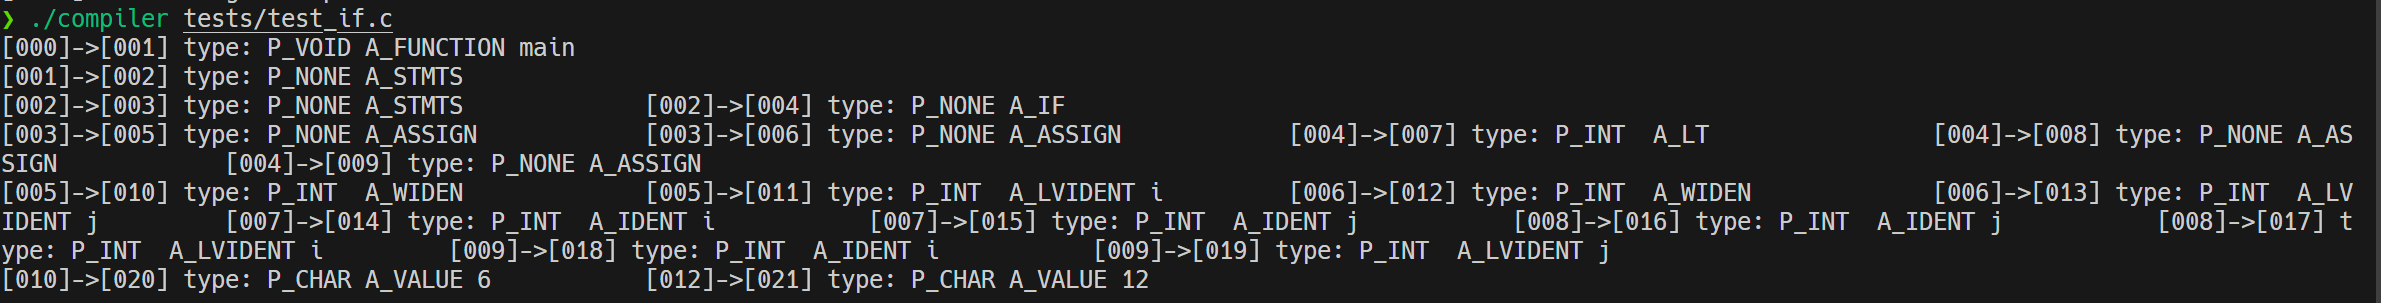 ❯ ./compiler tests/test_if.c
[000]->[001] type: P_VOID A_FUNCTION main
[001]->[002] type: P_NONE A_STMTS
[002]->[003] type: P_NONE A_STMTS             [002]->[004] type: P_NONE A_IF
[003]->[005] type: P_NONE A_ASSIGN            [003]->[006] type: P_NONE A_ASSIGN            [004]->[007] type: P_INT  A_LT                [004]->[008] type: P_NONE A_AS
SIGN            [004]->[009] type: P_NONE A_ASSIGN
[005]->[010] type: P_INT  A_WIDEN             [005]->[011] type: P_INT  A_LVIDENT i         [006]->[012] type: P_INT  A_WIDEN             [006]->[013] type: P_INT  A_LV
IDENT j         [007]->[014] type: P_INT  A_IDENT i           [007]->[015] type: P_INT  A_IDENT j           [008]->[016] type: P_INT  A_IDENT j           [008]->[017] t
ype: P_INT  A_LVIDENT i         [009]->[018] type: P_INT  A_IDENT i           [009]->[019] type: P_INT  A_LVIDENT j
[010]->[020] type: P_CHAR A_VALUE 6           [012]->[021] type: P_CHAR A_VALUE 12